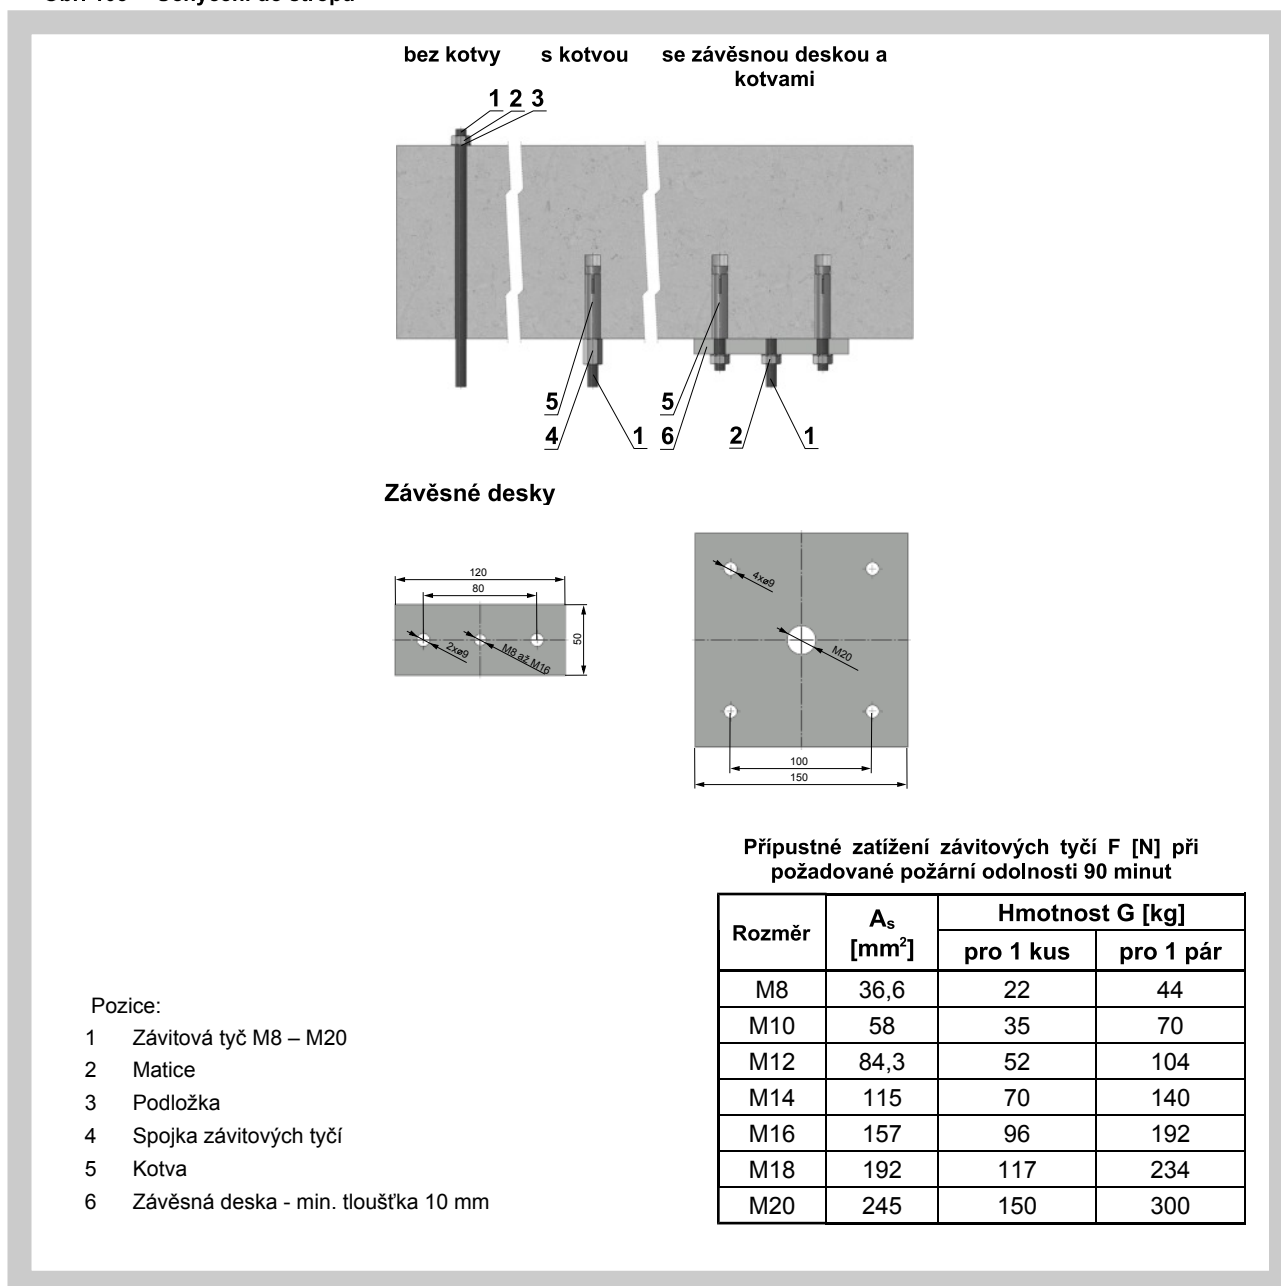 bez kotvy s kotvou se závěsnou deskou a
kotvami
1 2 3
5 5
4 1 6 2 1
Závěsné desky
120
80
50
2xø9
M8 až M16
4xø9
M20
100
150
Přípustné zatížení závitových tyčí F [N] při
požadované požární odolnosti 90 minut
Rozměr As [mm²] Hmotnost G [kg]
pro 1 kus pro 1 pár
M8 36,6 22 44
M10 58 35 70
M12 84,3 52 104
M14 115 70 140
M16 157 96 192
M18 192 117 234
M20 245 150 300
Pozice:
1 Závitová tyč M8 – M20
2 Matice
3 Podložka
4 Spojka závitových tyčí
5 Kotva
6 Závěsná deska - min. tloušťka 10 mm